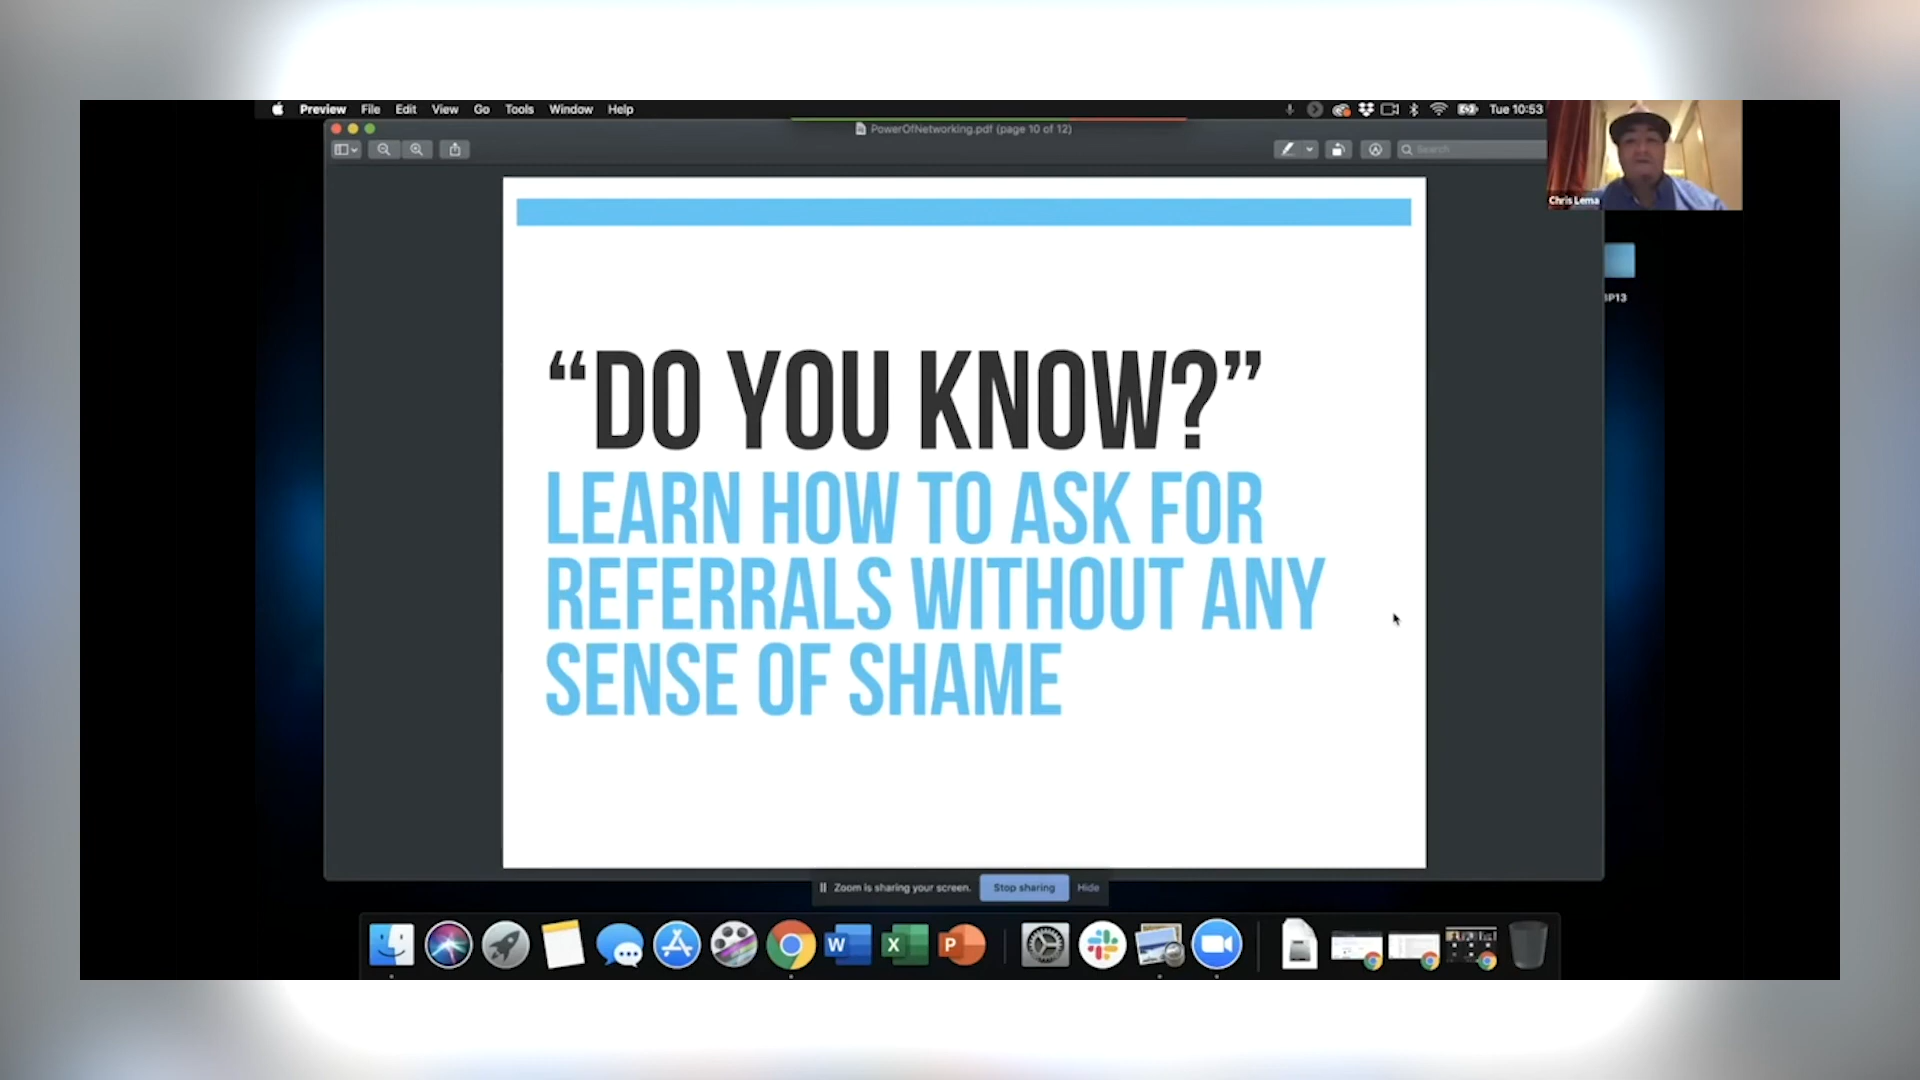 Preview File Edit View Go Tools Window Help
Tue 10:53
PowerOfNetworking.pdf (page 10 of 12)
Search
Chris Lema
“DO YOU KNOW?”
LEARN HOW TO ASK FOR
REFERRALS WITHOUT ANY
SENSE OF SHAME
Zoom is sharing your screen. Stop sharing Hide
W X P